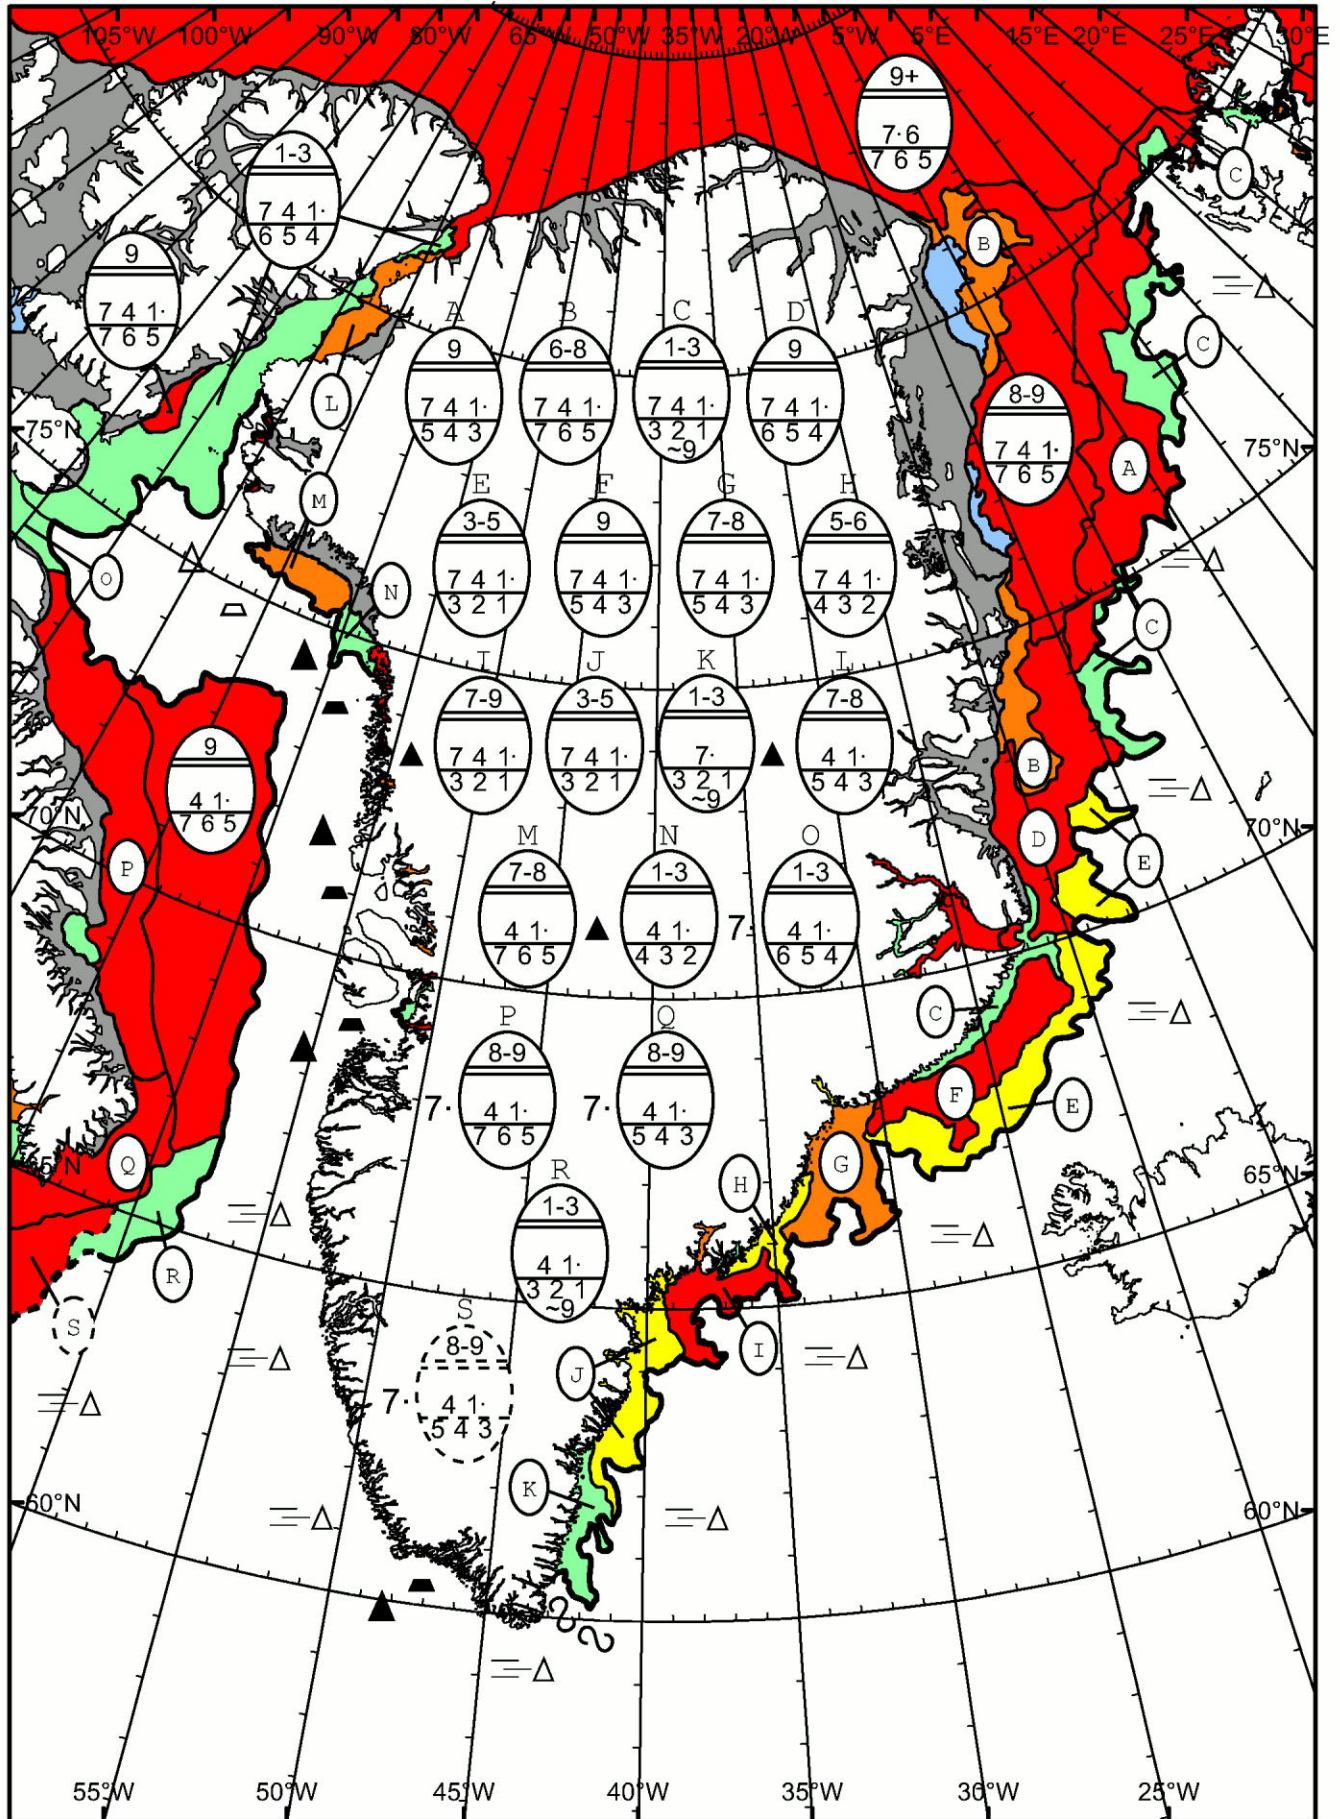 105°W 100°W 90°W 80°W 65°W 50°W 35°W 20°W 5°W 5°E 15°E 20°E 25°E 30°E
9+
7· 6
7 6 5
1-3
7 4 1·
6 5 4
C
B
9
7 4 1·
7 6 5
C
A B C D
9 6-8 1-3 9
7 4 1· 7 4 1· 7 4 1· 7 4 1·
5 4 3 7 6 5 3 2 1 6 5 4
~9
8-9
7 4 1·
7 6 5
L
75°N
75°N
A
M
E F G H
3-5 9 7-8 5-6
7 4 1· 7 4 1· 7 4 1· 7 4 1·
3 2 1 5 4 3 5 4 3 4 3 2
O
N
C
I J K L
7-9 3-5 1-3 7-8
7 4 1· 7 4 1· 7· 4 1·
3 2 1 3 2 1 3 2 1 5 4 3
~9
9
4 1·
7 6 5
B
70°N
70°N
D
E
P
M N O
7-8 1-3 1-3
4 1· 4 1· 7· 4 1·
7 6 5 4 3 2 6 5 4
C
P Q
8-9 8-9
7· 4 1· 7· 4 1·
7 6 5 5 4 3
F
E
Q
65°N
65°N
G
H
R
1-3
4 1·
3 2 1
~9
R
S
S
8-9
7· 4 1·
5 4 3
I
J
K
60°N
60°N
55°W 50°W 45°W 40°W 35°W 30°W 25°W